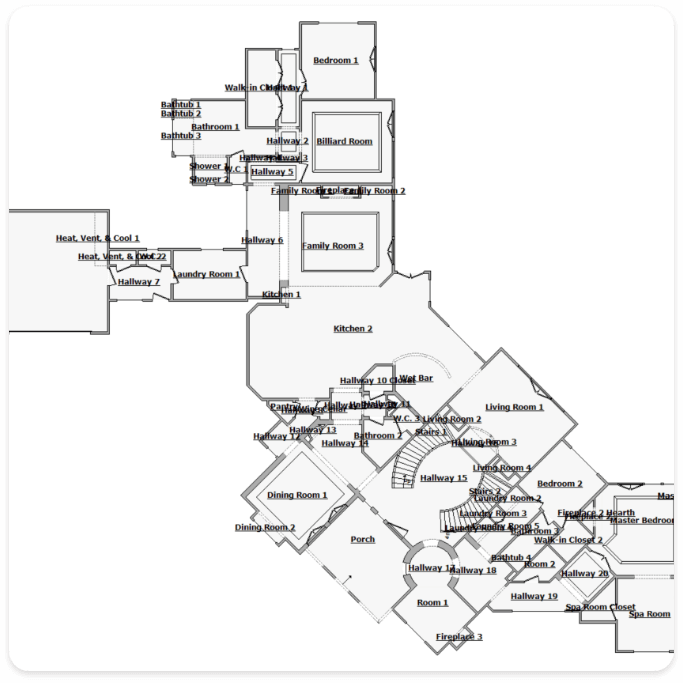 Bedroom 1
Walk-in Closet 1
Hallway 1
Bathtub 1
Bathtub 2
Bathroom 1
Bathtub 3
Hallway 2
Billiard Room
Hallway 3
Shower 1
W.C 1
Hallway 5
Shower 2
Family Room 1
Fireplace
Family Room 2
Heat, Vent, & Cool 1
Hallway 6
Family Room 3
Heat, Vent, & Cool 2
W.C 2
Laundry Room 1
Hallway 7
Kitchen 1
Kitchen 2
Hallway 10 Closet
Wet Bar
Pantry
Hallway 11
Living Room 1
W.C. 3
Living Room 2
Hallway 13
Stairs 1
Hallway 12
Hallway 14
Bathroom 2
Living Room 3
Living Room 4
Hallway 15
Bedroom 2
Dining Room 1
Stairs 2
Laundry Room 2
Mas
Laundry Room 3
Fireplace 2 Hearth
Master Bedroom
Dining Room 2
Laundry Room 5
Bathroom 3
Porch
Walk-in Closet 2
Bathtub 4
Room 2
Hallway 17
Hallway 18
Hallway 20
Hallway 19
Room 1
Spa Room Closet
Spa Room
Fireplace 3